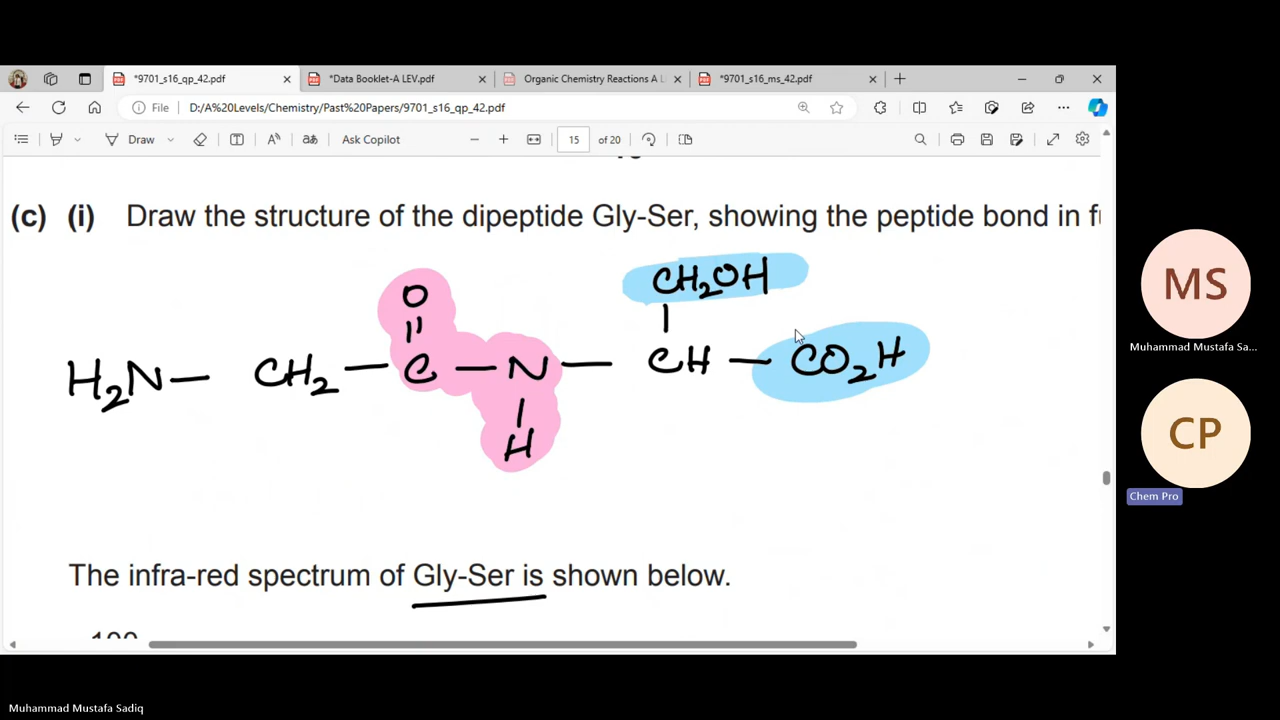 *9701_s16_qp_42.pdf
*Data Booklet-A LEV.pdf
Organic Chemistry Reactions A L
*9701_s16_ms_42.pdf
File D:/A%20Levels/Chemistry/Past%20Papers/9701_s16_qp_42.pdf
Draw aあ Ask Copilot 15 of 20
(c) (i) Draw the structure of the dipeptide Gly-Ser, showing the peptide bond in
O CH2OH
H2N — CH2 — C — N — CH — CO2H
H
The infra-red spectrum of Gly-Ser is shown below.
100
MS
Muhammad Mustafa Sa...
CP
Chem Pro
Muhammad Mustafa Sadiq